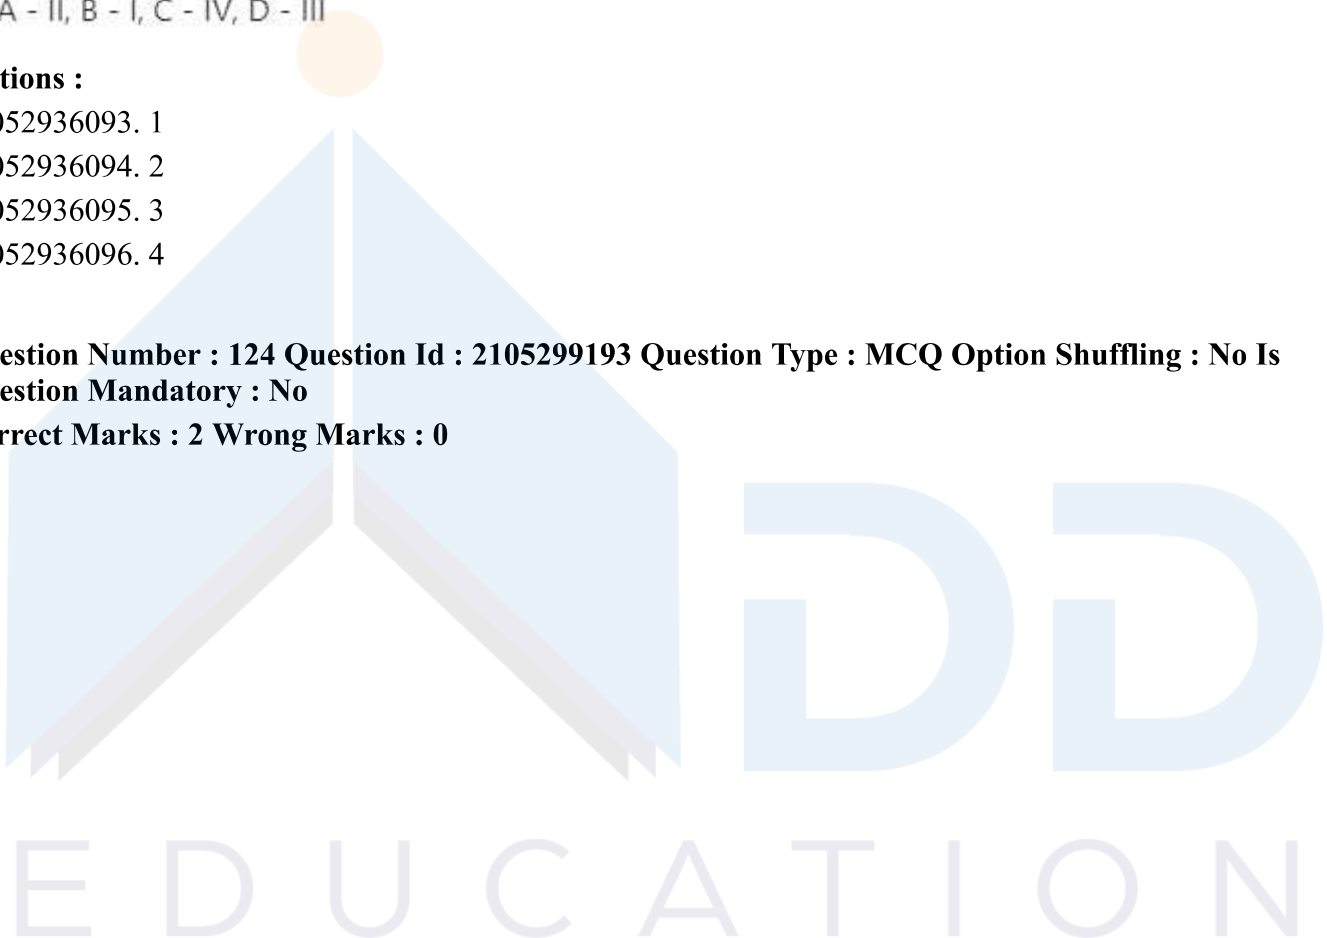 A - II, B - I, C - IV, D - III
tions :
052936093. 1
052936094. 2
052936095. 3
052936096. 4
estion Number : 124 Question Id : 2105299193 Question Type : MCQ Option Shuffling : No Is
estion Mandatory : No
rrect Marks : 2 Wrong Marks : 0
DD
EDUCATION